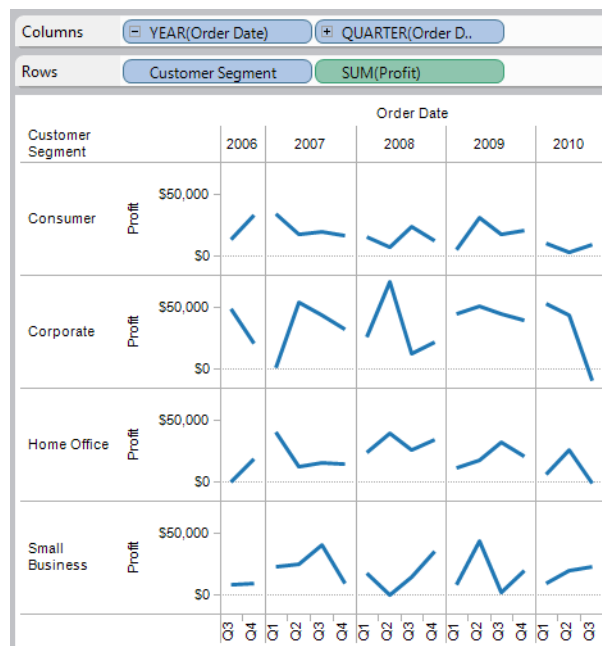 Columns YEAR(Order Date) QUARTER(Order D..
Rows Customer Segment SUM(Profit)
Order Date
Customer
Segment
2006 2007 2008 2009 2010
Consumer Profit $50,000 $0
Corporate Profit $50,000 $0
Home Office Profit $50,000 $0
Small
Business Profit $50,000 $0
Q3 Q4 Q1 Q2 Q3 Q4 Q1 Q2 Q3 Q4 Q1 Q2 Q3 Q4 Q1 Q2 Q3